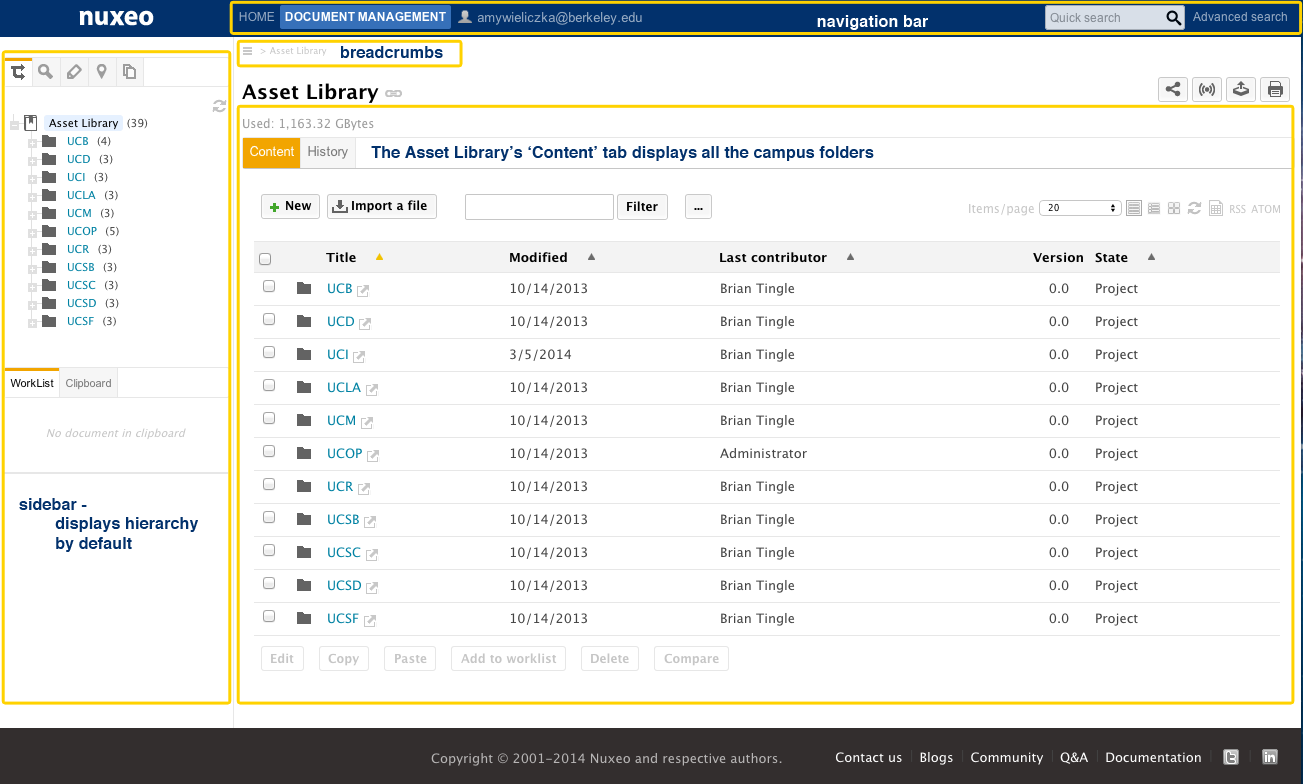 nuxeo
HOME DOCUMENT MANAGEMENT amywieliczka@berkeley.edu navigation bar Quick search Advanced search
> Asset Library breadcrumbs
Asset Library
Used: 1,163.32 GBytes
Content History The Asset Library's ‘Content’ tab displays all the campus folders
New Import a file Filter ... Items/page 20 RSS ATOM
Title Modified Last contributor Version State
UCB 10/14/2013 Brian Tingle 0.0 Project
UCD 10/14/2013 Brian Tingle 0.0 Project
UCI 3/5/2014 Brian Tingle 0.0 Project
UCLA 10/14/2013 Brian Tingle 0.0 Project
UCM 10/14/2013 Brian Tingle 0.0 Project
UCOP 10/14/2013 Administrator 0.0 Project
UCR 10/14/2013 Brian Tingle 0.0 Project
UCSB 10/14/2013 Brian Tingle 0.0 Project
UCSC 10/14/2013 Brian Tingle 0.0 Project
UCSD 10/14/2013 Brian Tingle 0.0 Project
UCSF 10/14/2013 Brian Tingle 0.0 Project
Edit Copy Paste Add to worklist Delete Compare
Asset Library (39)
UCB (4)
UCD (3)
UCI (3)
UCLA (3)
UCM (3)
UCOP (5)
UCR (3)
UCSB (3)
UCSC (3)
UCSD (3)
UCSF (3)
WorkList Clipboard
No document in clipboard
sidebar -
displays hierarchy
by default
Copyright © 2001-2014 Nuxeo and respective authors. Contact us Blogs Community Q&A Documentation